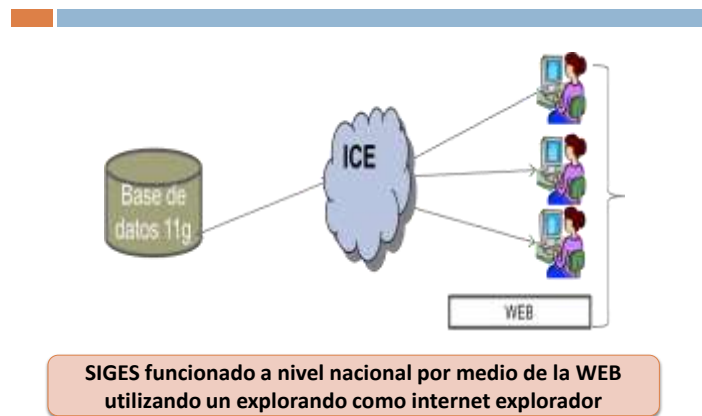 Base de
datos 11g
ICE
WEB
SIGES funcionado a nivel nacional por medio de la WEB
utilizando un explorando como internet explorador